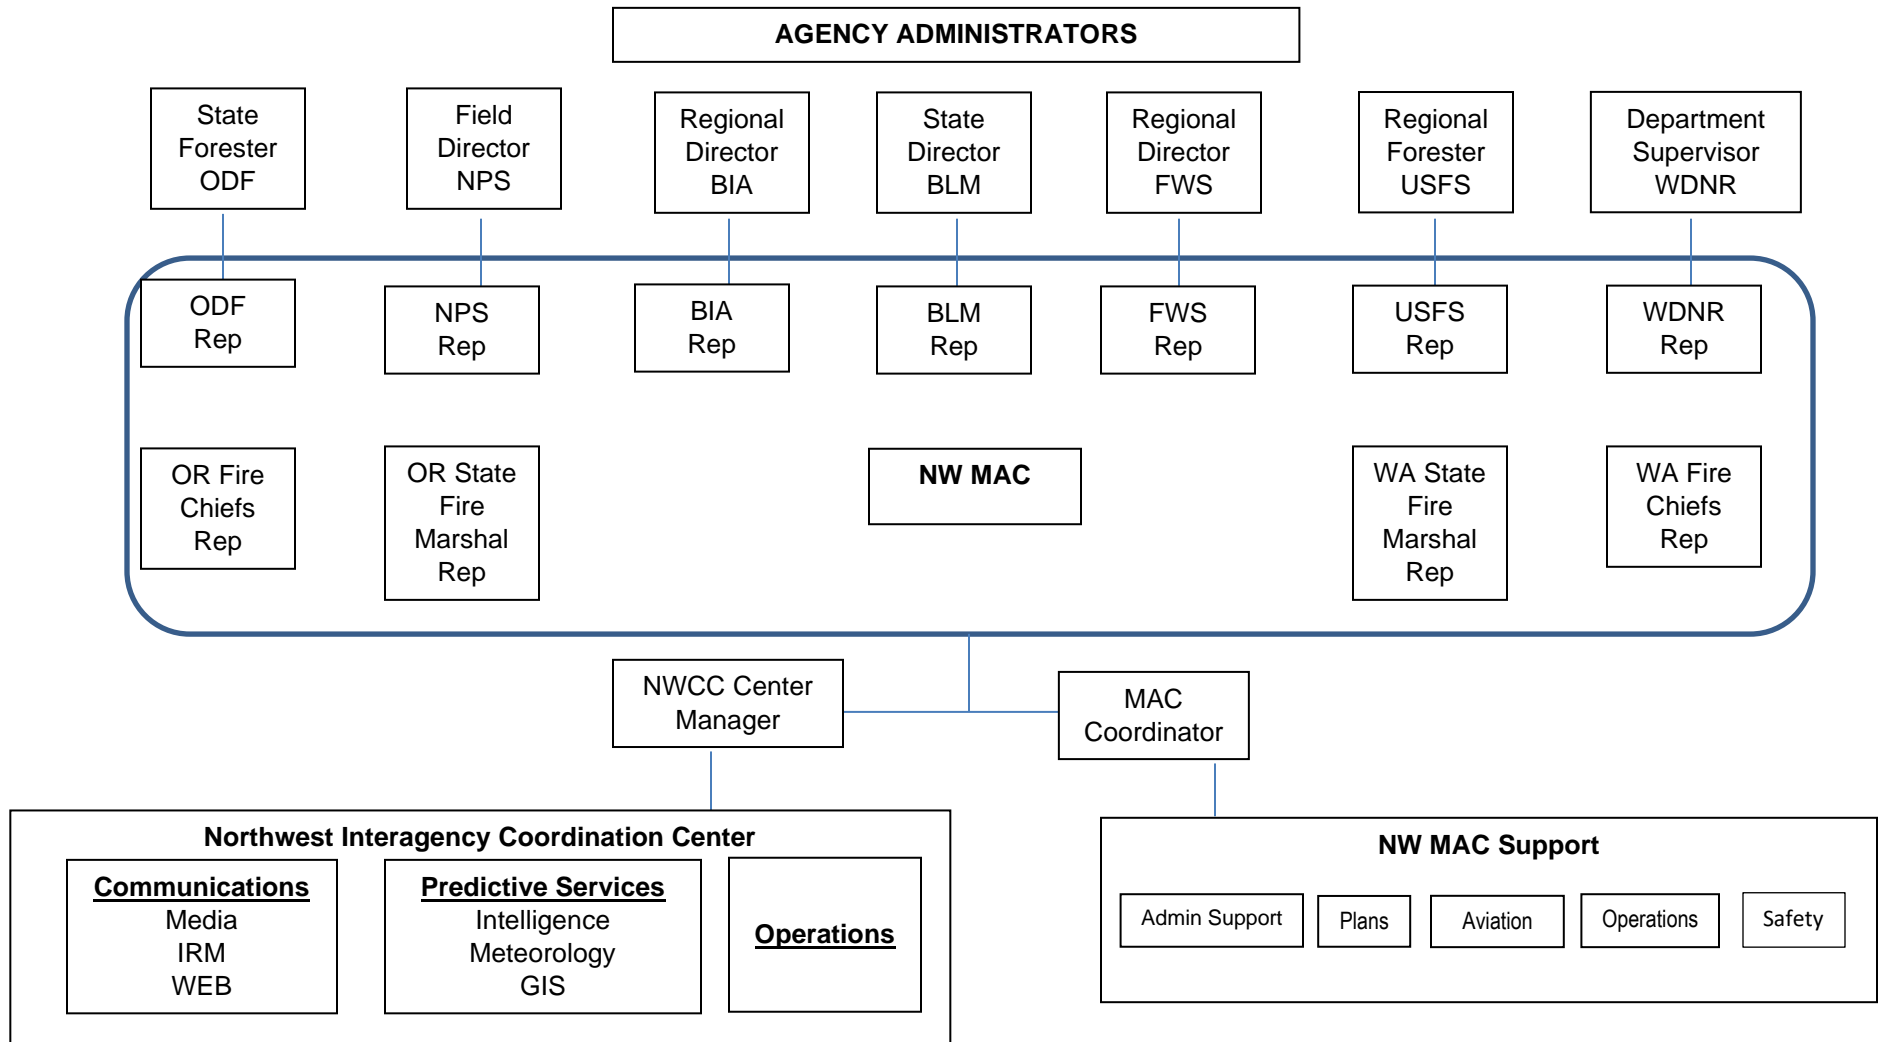 AGENCY ADMINISTRATORS
State
Forester
ODF
Field
Director
NPS
Regional
Director
BIA
State
Director
BLM
Regional
Director
FWS
Regional
Forester
USFS
Department
Supervisor
WDNR
ODF
Rep
NPS
Rep
BIA
Rep
BLM
Rep
FWS
Rep
USFS
Rep
WDNR
Rep
OR Fire
Chiefs
Rep
OR State
Fire
Marshal
Rep
NW MAC
WA State
Fire
Marshal
Rep
WA Fire
Chiefs
Rep
NWCC Center
Manager
MAC
Coordinator
Northwest Interagency Coordination Center
Communications
Media
IRM
WEB
Predictive Services
Intelligence
Meteorology
GIS
Operations
NW MAC Support
Admin Support
Plans
Aviation
Operations
Safety